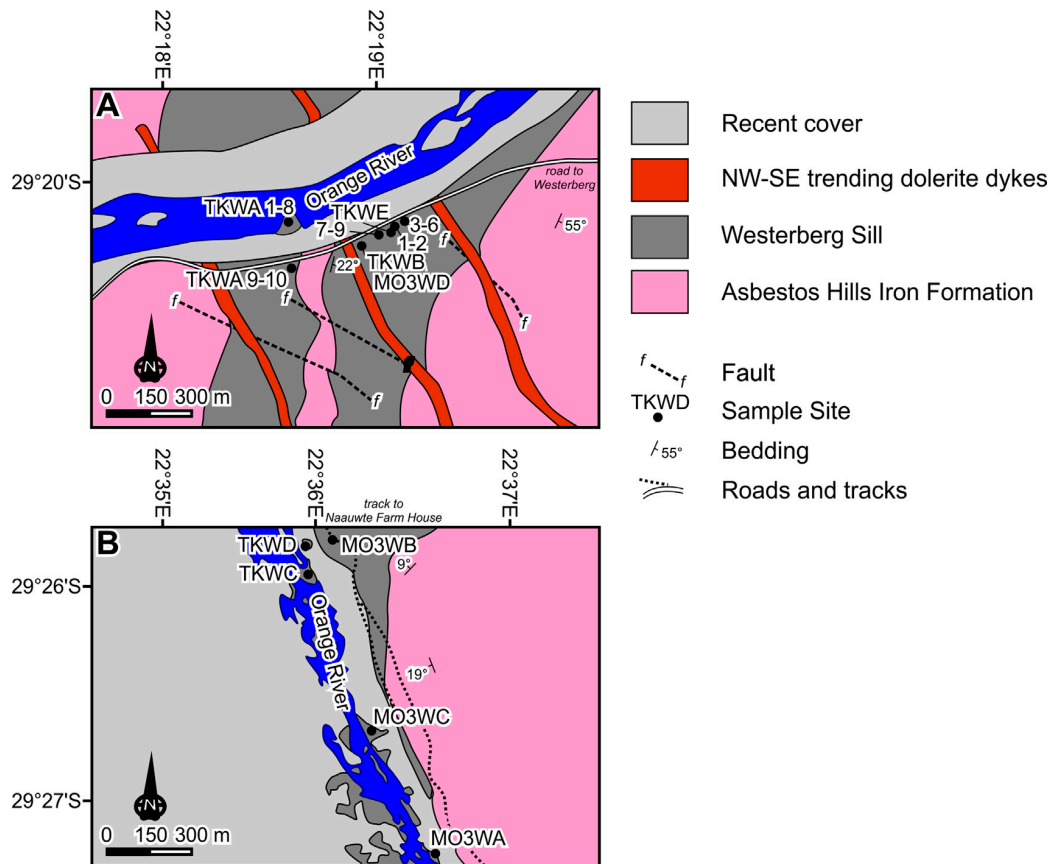 22°18'E
22°19'E
A
29°20'S
Orange River
road to
Westerberg
TKWA 1-8
TKWE
7-9
3-6
1-2
f
55°
TKWB
22°
MO3WD
TKWA 9-10
f
f
f
f
N
0 150 300 m
22°35'E
22°36'E
22°37'E
track to
Naauwte Farm House
B
TKWD
MO3WB
9°
29°26'S
TKWC
Orange River
19°
MO3WC
N
29°27'S
0 150 300 m
MO3WA
Recent cover
NW-SE trending dolerite dykes
Westerberg Sill
Asbestos Hills Iron Formation
f
f
Fault
TKWD
Sample Site
55°
Bedding
Roads and tracks